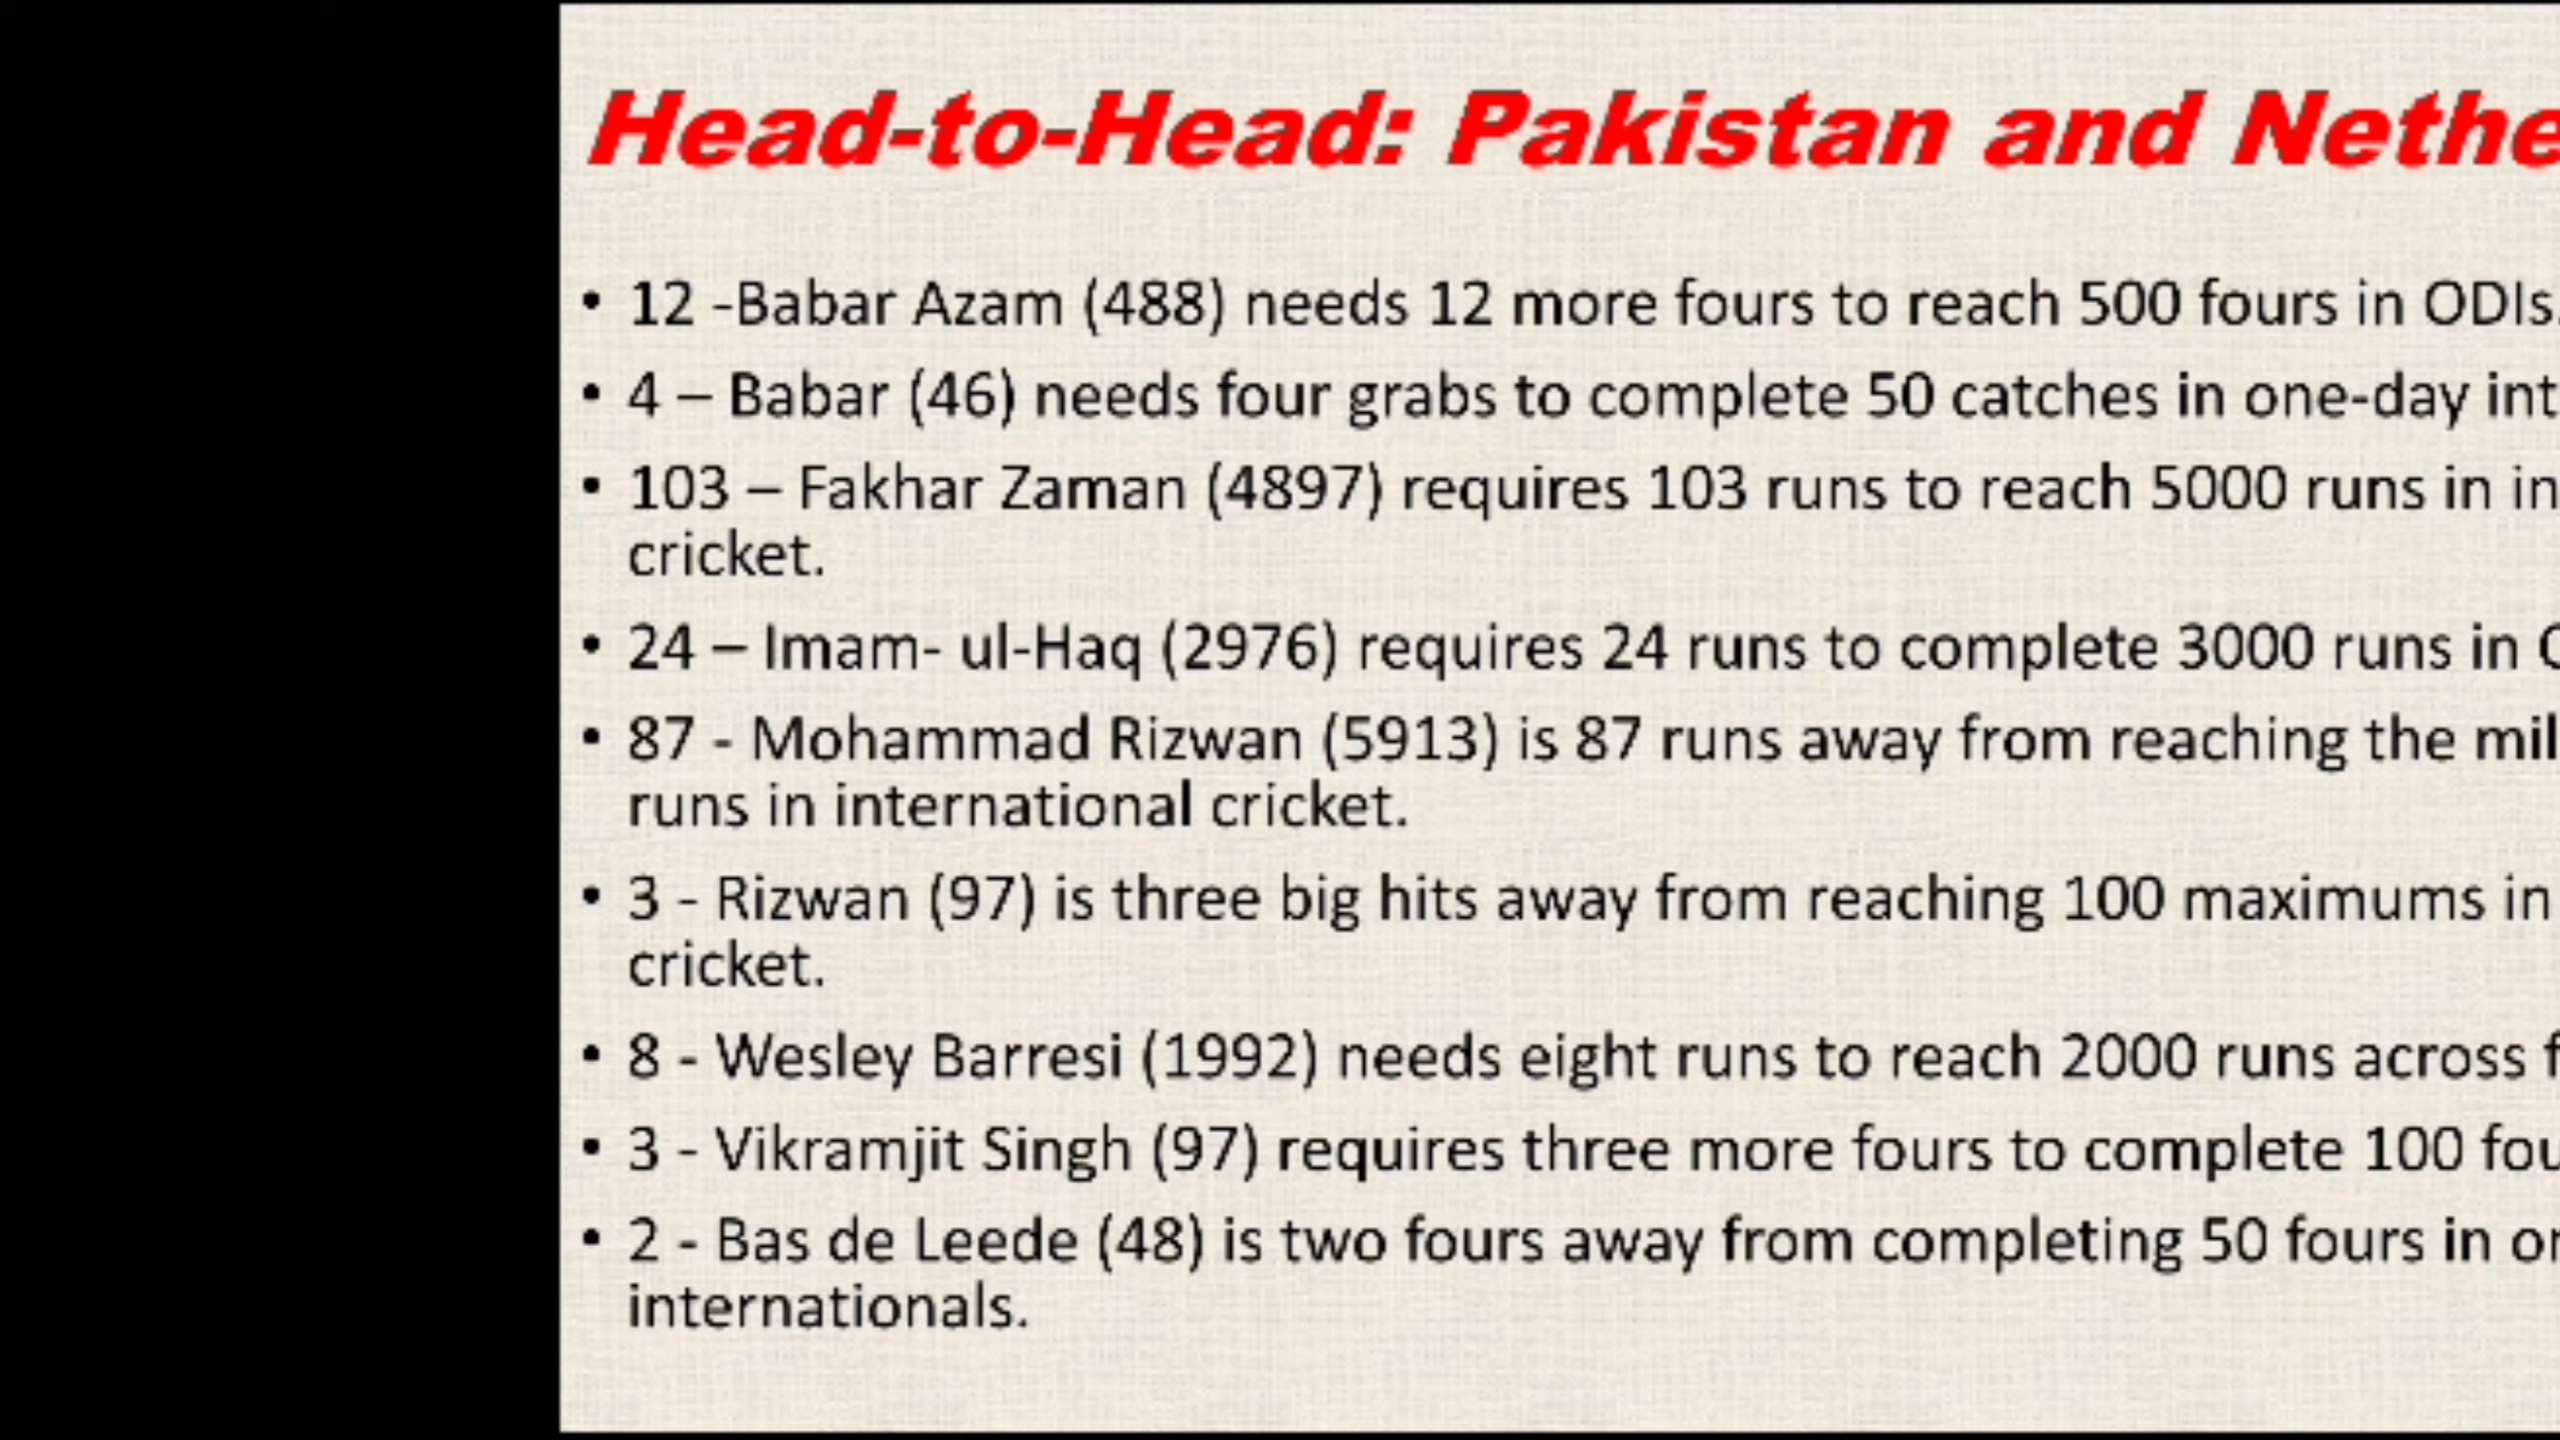 Head-to-Head: Pakistan and
• 12 -Babar Azam (488) needs 12 more fours to reach 500 fours in ODIs.
• 4 – Babar (46) needs four grabs to complete 50 catches in one-day
• 103 – Fakhar Zaman (4897) requires 103 runs to reach 5000 runs in
cricket.
• 24 – Imam- ul-Haq (2976) requires 24 runs to complete 3000 runs in
• 87 - Mohammad Rizwan (5913) is 87 runs away from reaching the
runs in international cricket.
• 3 - Rizwan (97) is three big hits away from reaching 100 maximums in
cricket.
• 8 - Wesley Barresi (1992) needs eight runs to reach 2000 runs across
• 3 - Vikramjit Singh (97) requires three more fours to complete 100
• 2 - Bas de Leede (48) is two fours away from completing 50 fours in
internationals.